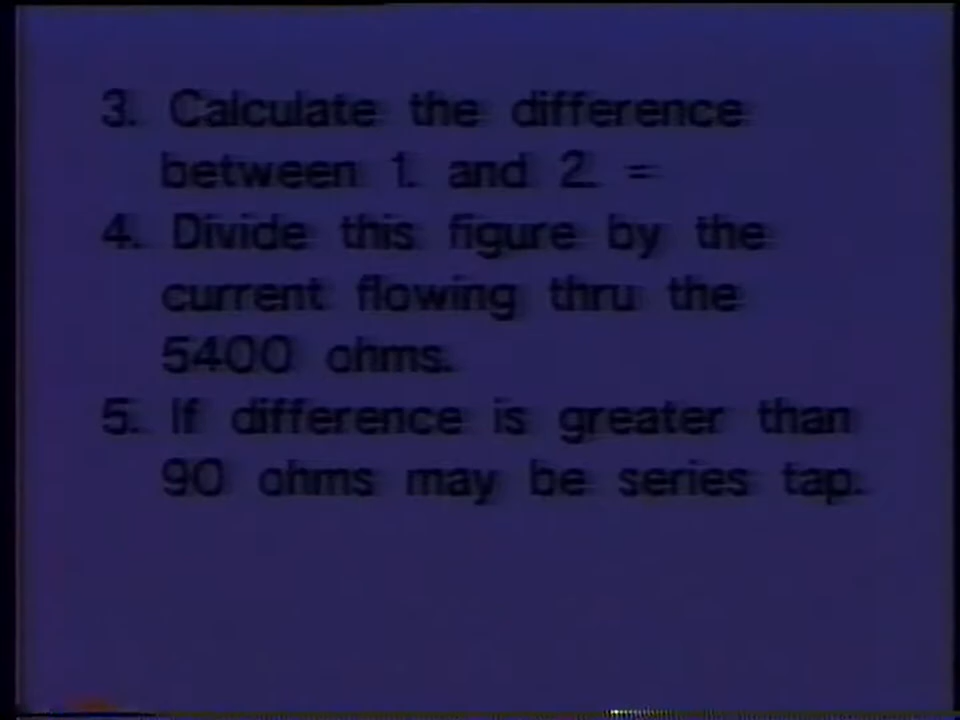 3. Calculate the difference
between 1. and 2. =
4. Divide this figure by the
current flowing thru the
5400 ohms.
5. If difference is greater than
90 ohms may be series tap.